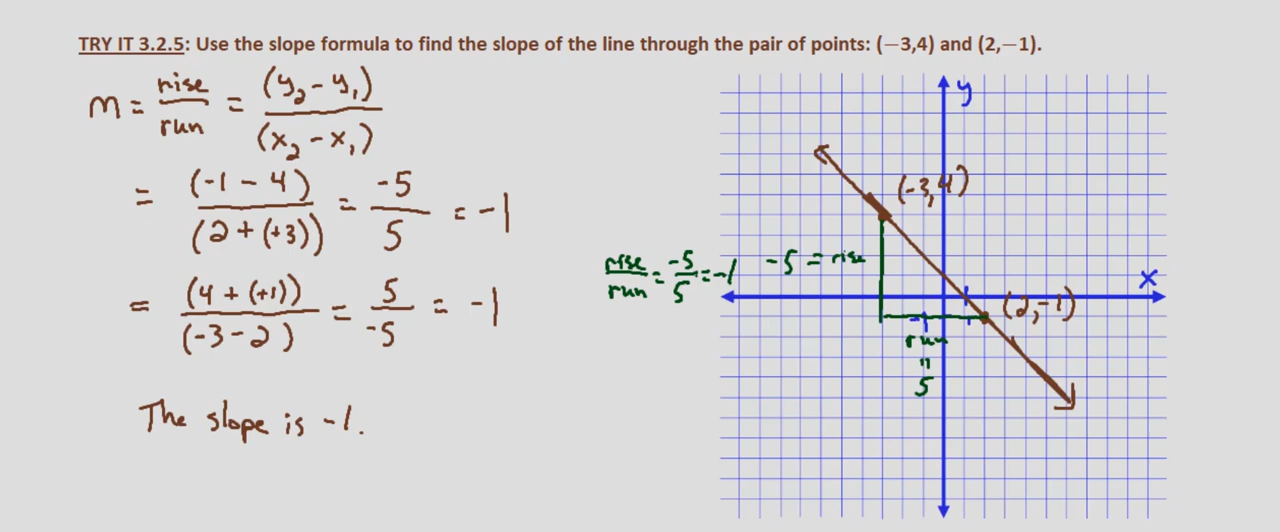 TRY IT 3.2.5: Use the slope formula to find the slope of the line through the pair of points: (−3,4) and (2,−1).
m = rise/run = (y₂ - y₁)/(x₂ - x₁)
= (-1 - 4)/(2 + (+3)) = -5/5 = -1
= (4 + (+1))/(-3 - 2) = 5/-5 = -1
The slope is -1.
y
(-3,4)
rise/run = -5/5 = -1
-5 = rise
x
(2,-1)
run
=
5